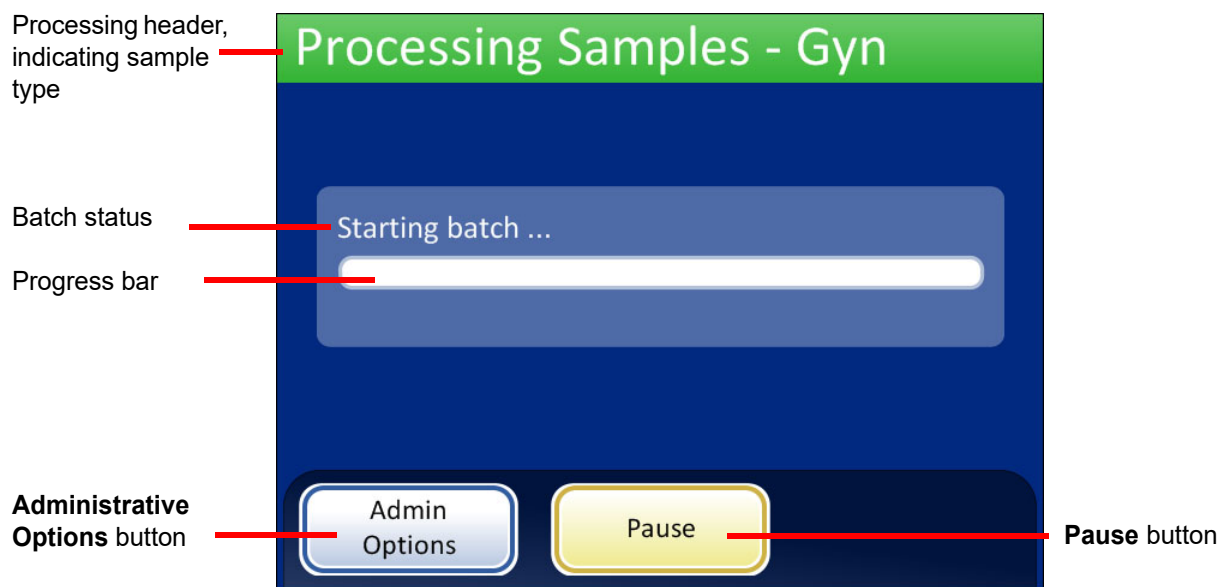 Processing header,
indicating sample
type
Processing Samples - Gyn
Batch status
Starting batch ...
Progress bar
Administrative
Options button
Admin
Options
Pause
Pause button